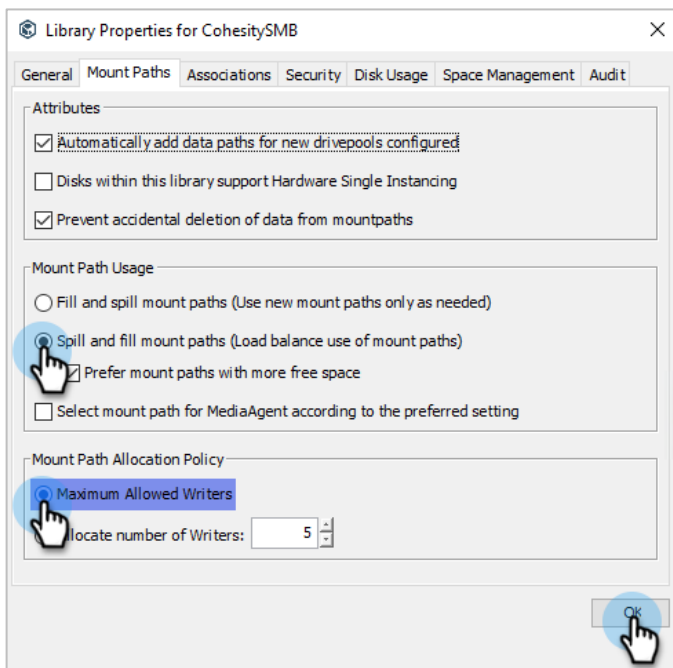 Library Properties for CohesitySMB
General Mount Paths Associations Security Disk Usage Space Management Audit
Attributes
Automatically add data paths for new drivepools configured
Disks within this library support Hardware Single Instancing
Prevent accidental deletion of data from mountpaths
Mount Path Usage
Fill and spill mount paths (Use new mount paths only as needed)
Spill and fill mount paths (Load balance use of mount paths)
Prefer mount paths with more free space
Select mount path for MediaAgent according to the preferred setting
Mount Path Allocation Policy
Maximum Allowed Writers
llocate number of Writers: 5
OK